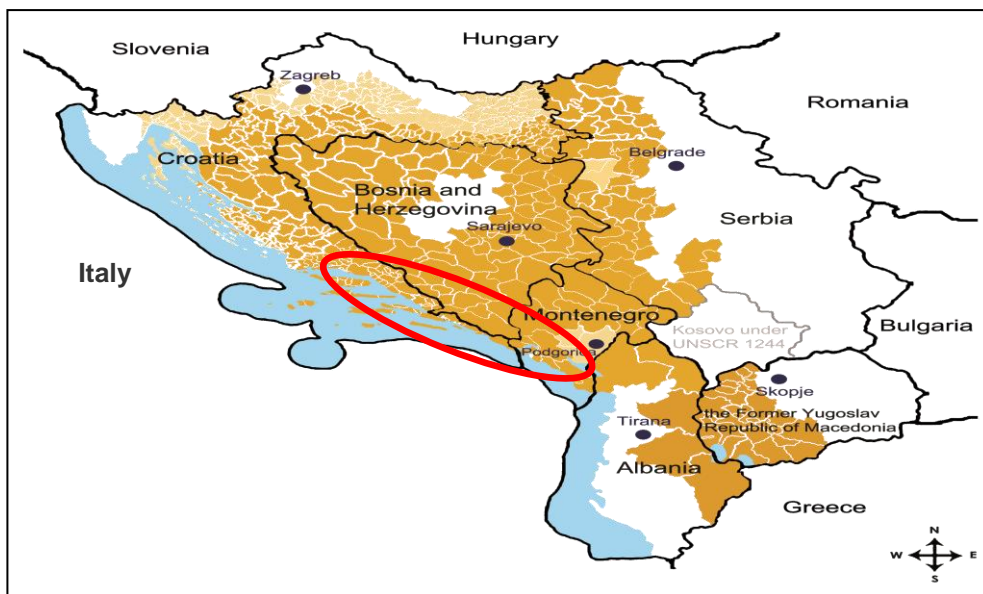 Slovenia
Hungary
Zagreb
Romania
Croatia
Belgrade
Bosnia and
Herzegovina
Sarajevo
Serbia
Italy
Montenegro
Kosovo under
UNSCR 1244
Bulgaria
Podgorica
Skopje
the Former Yugoslav
Republic of Macedonia
Tirana
Albania
Greece
N
W
E
S